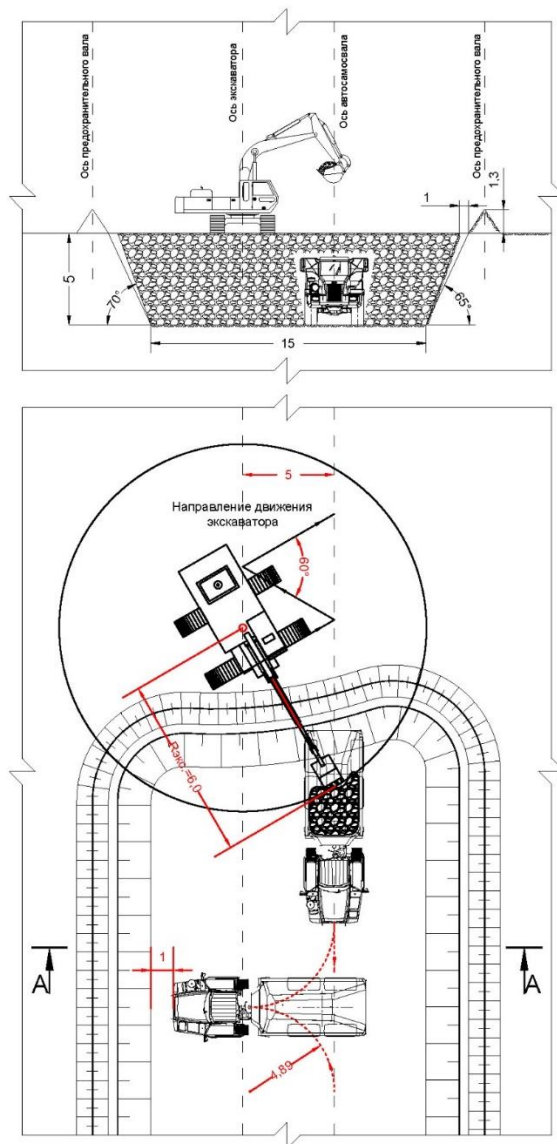 Ось предохранительного вала
Ось экскаватора
Ось автосамосвала
Ось предохранительного вала
1
1,3
5
70°
65°
15
5
Направление движения
экскаватора
60°
Rэкс.=6,0
1
А
А
4,89